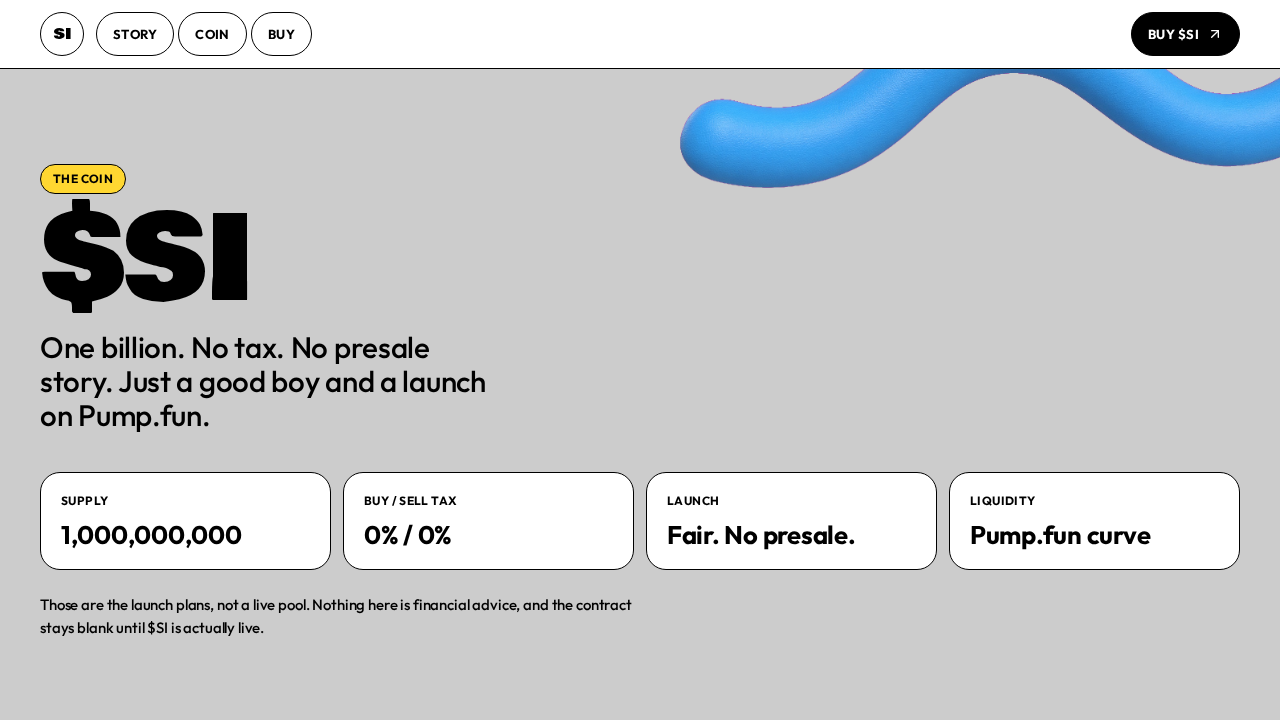 SI
STORY
COIN
BUY
BUY $SI
THE COIN
$SI
One billion. No tax. No presale
story. Just a good boy and a launch
on Pump.fun.
SUPPLY
1,000,000,000
BUY / SELL TAX
0% / 0%
LAUNCH
Fair. No presale.
LIQUIDITY
Pump.fun curve
Those are the launch plans, not a live pool. Nothing here is financial advice, and the contract
stays blank until $SI is actually live.